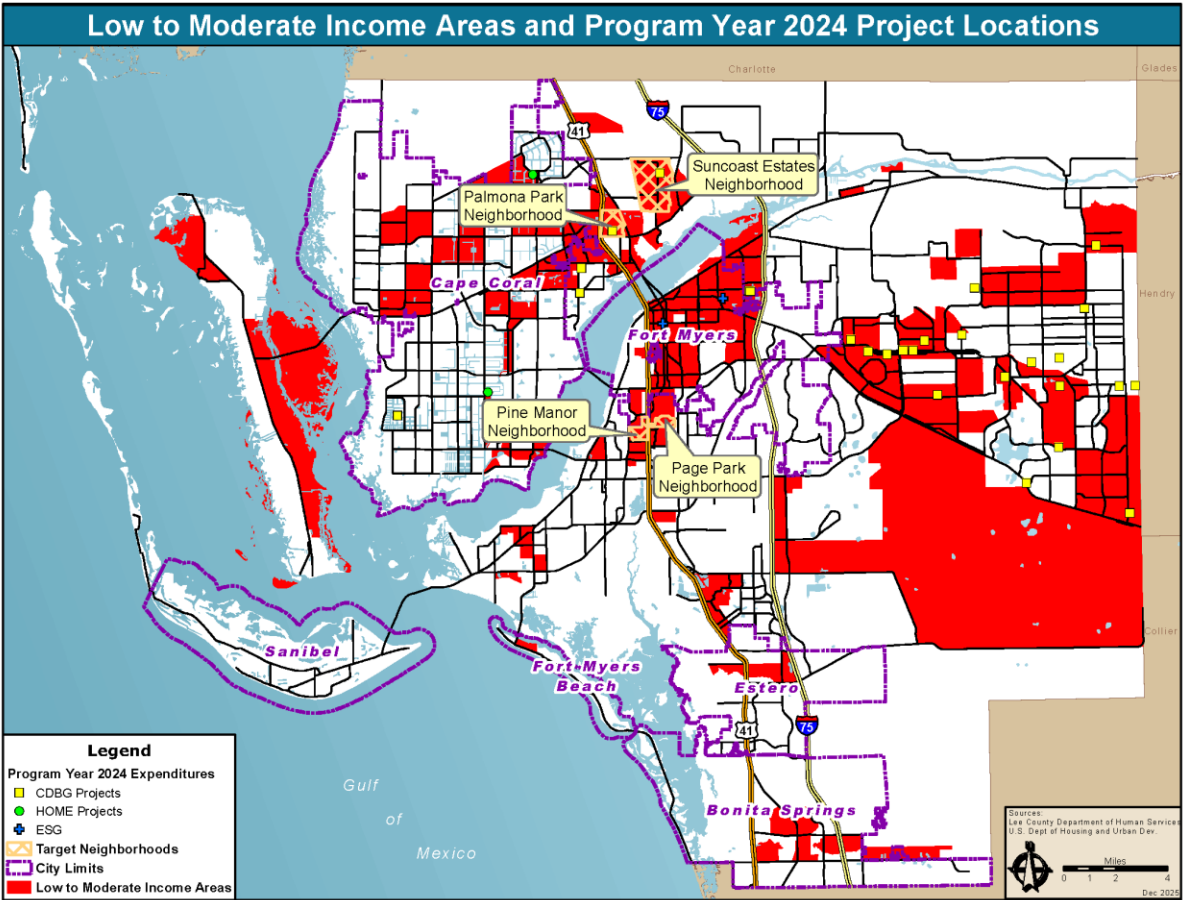 Low to Moderate Income Areas and Program Year 2024 Project Locations
Charlotte
Glades
75
41
Suncoast Estates
Neighborhood
Palmona Park
Neighborhood
Cape Coral
Hendry
Fort Myers
Pine Manor
Neighborhood
Page Park
Neighborhood
Collier
Sanibel
Fort Myers
Beach
Estero
41
75
Bonita Springs
Gulf
of
Mexico
Legend
Program Year 2024 Expenditures
CDBG Projects
HOME Projects
ESG
Target Neighborhoods
City Limits
Low to Moderate Income Areas
Sources:
Lee County Department of Human Services
U.S. Dept of Housing and Urban Dev.
Miles
0 1 2 4
Dec 2025